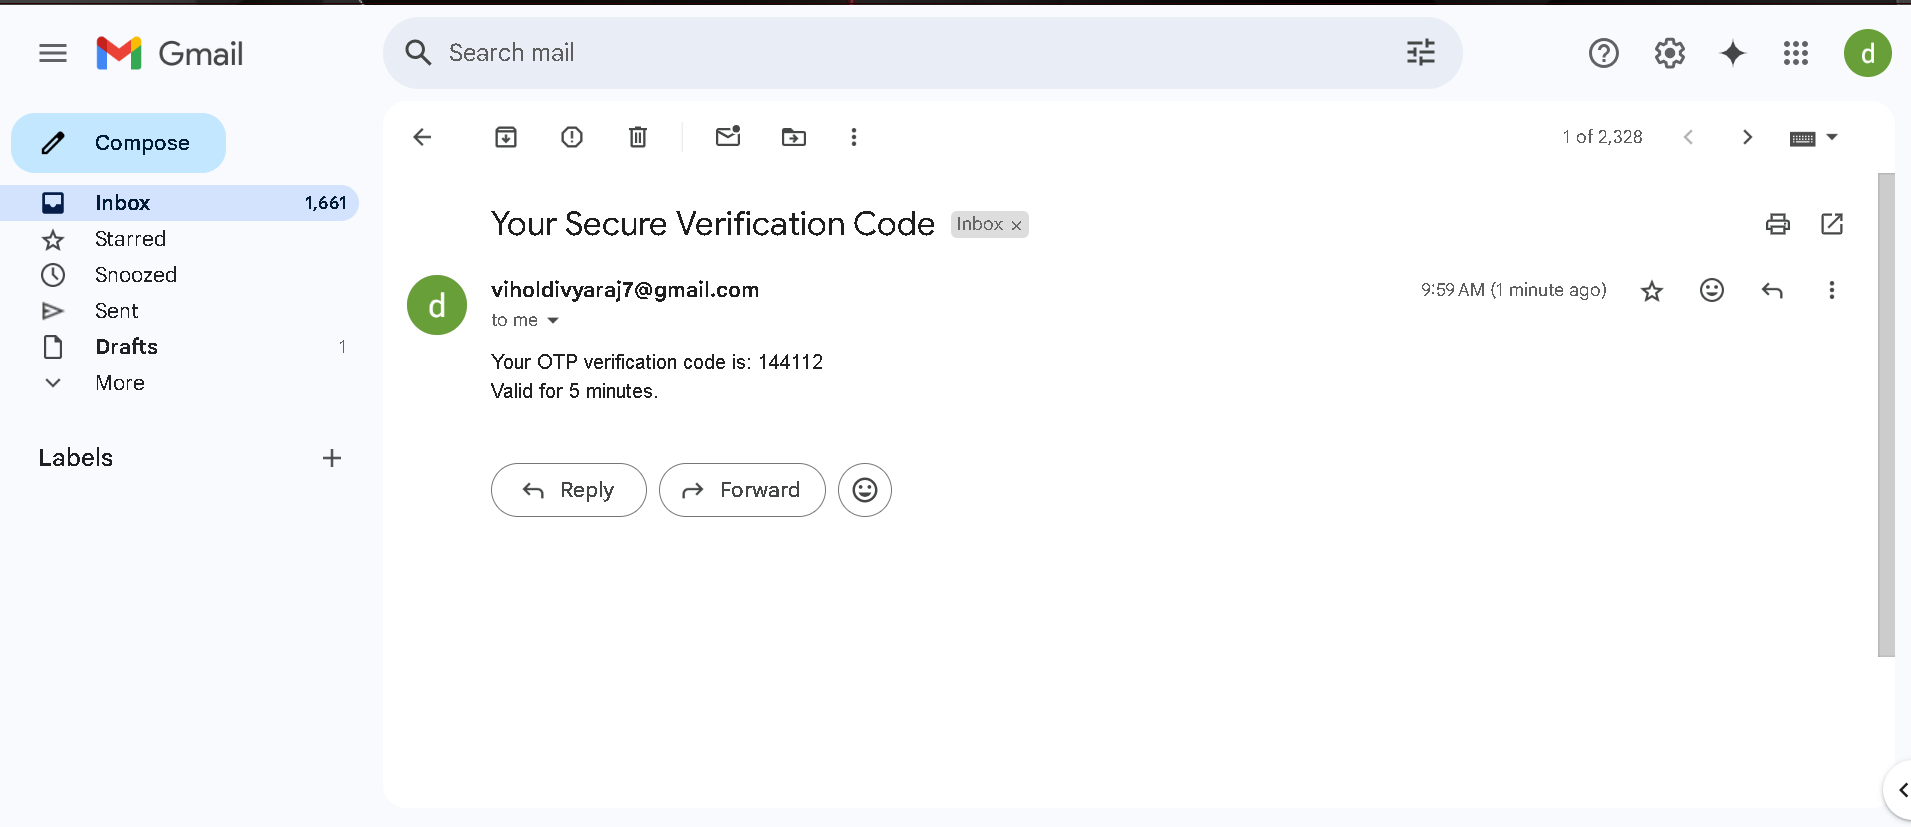 Gmail
Search mail
d
Compose
1 of 2,328
Inbox 1,661
Starred
Snoozed
Sent
Drafts 1
More
Labels
Your Secure Verification Code Inbox x
d
viholdivyaraj7@gmail.com 9:59 AM (1 minute ago)
to me
Your OTP verification code is: 144112
Valid for 5 minutes.
Reply Forward